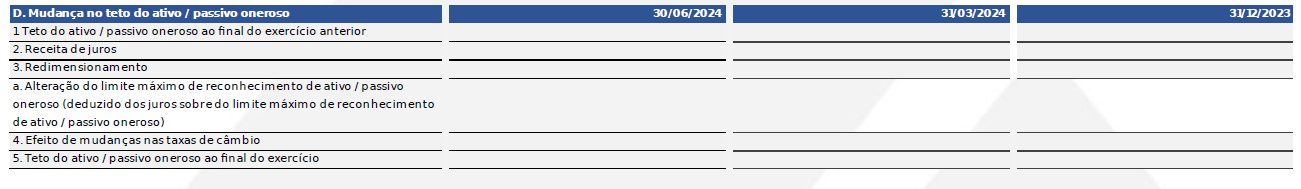 D. Mudança no teto do ativo / passivo oneroso 30/06/2024 31/03/2024 31/12/2023
1 Teto do ativo / passivo oneroso ao final do exercício anterior
2. Receita de juros
3. Redimensionamento
a. Alteração do limite máximo de reconhecimento de ativo / passivo
oneroso (deduzido dos juros sobre do limite máximo de reconhecimento
de ativo / passivo oneroso)
4. Efeito de mudanças nas taxas de câmbio
5. Teto do ativo / passivo oneroso ao final do exercício